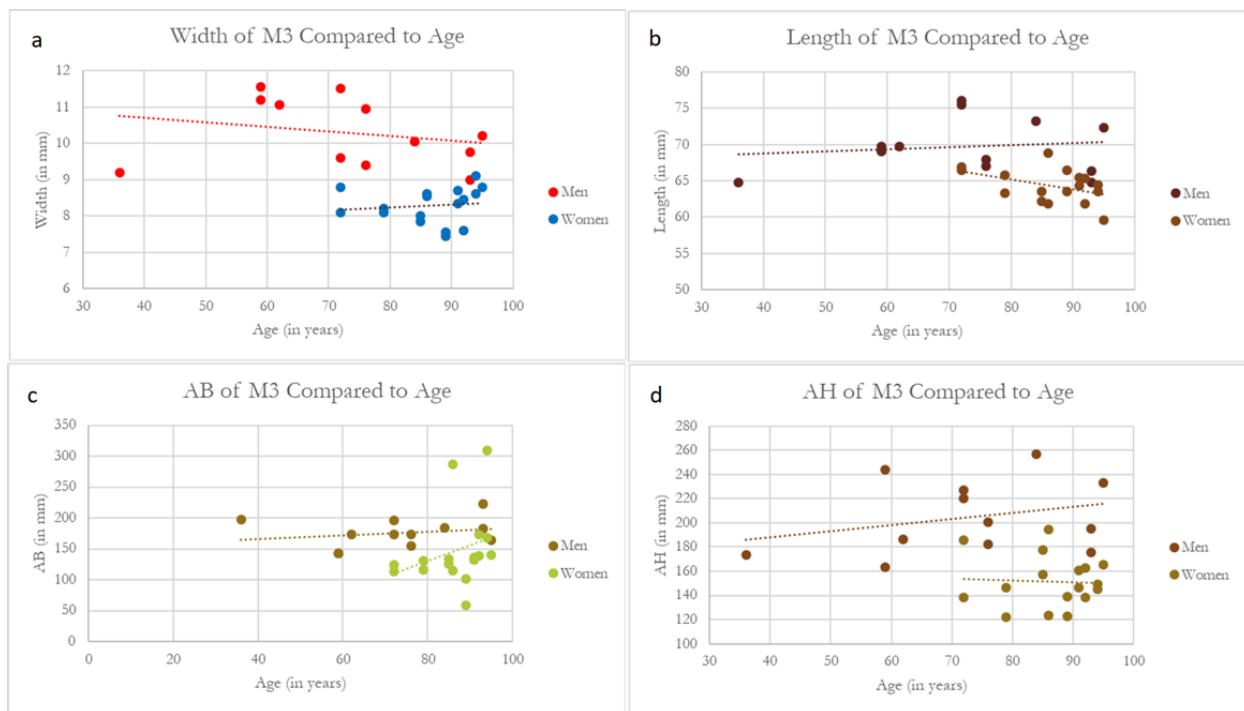 a
Width of M3 Compared to Age
12
11
10
9
8
7
6
Width (in mm)
30 40 50 60 70 80 90 100
Age (in years)
Men
Women
b
Length of M3 Compared to Age
80
75
70
65
60
55
50
Length (in mm)
30 40 50 60 70 80 90 100
Age (in years)
Men
Women
c
AB of M3 Compared to Age
350
300
250
200
150
100
50
0
AB (in mm)
0 20 40 60 80 100
Age (in years)
Men
Women
d
AH of M3 Compared to Age
280
260
240
220
200
180
160
140
120
100
AH (in mm)
30 40 50 60 70 80 90 100
Age (in years)
Men
Women